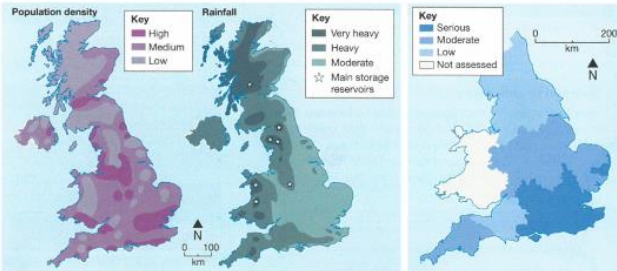 Population density
Key
High
Medium
Low
Rainfall
Key
Very heavy
Heavy
Moderate
Main storage
reservoirs
N
0 100
km
Key
Serious
Moderate
Low
Not assessed
0 200
km
N